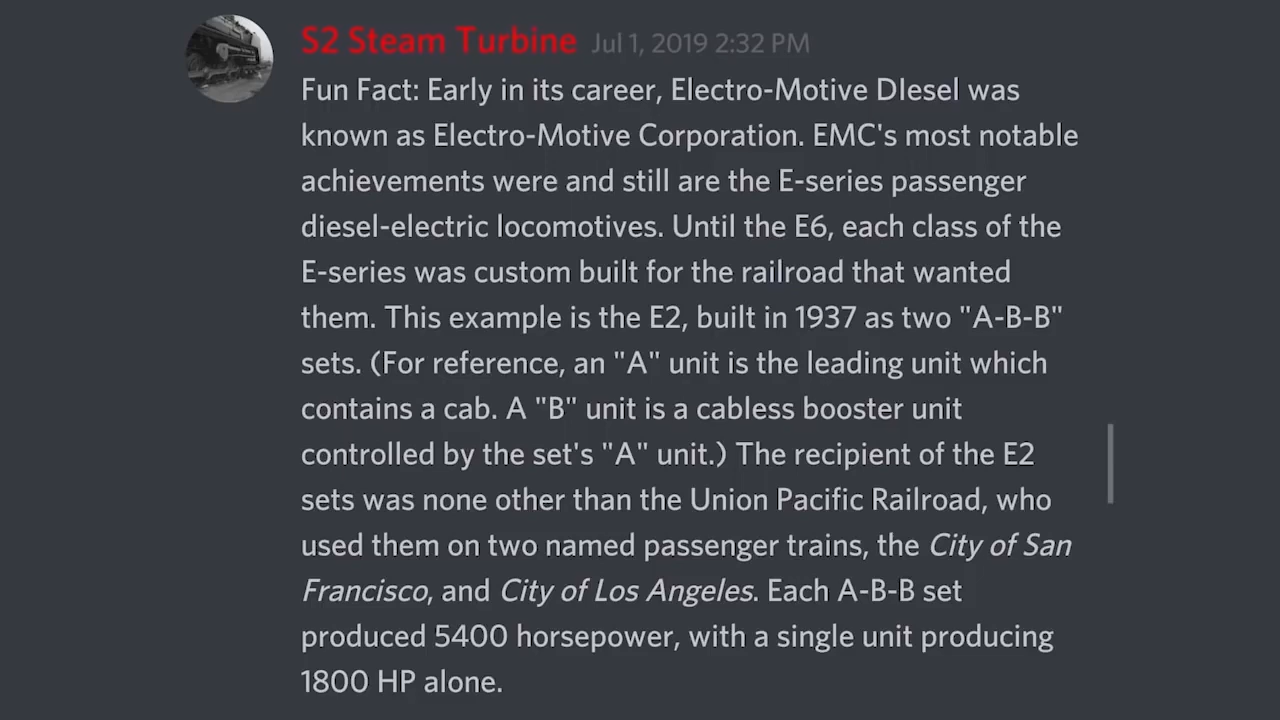 S2 Steam Turbine Jul 1, 2019 2:32 PM
Fun Fact: Early in its career, Electro-Motive DIesel was
known as Electro-Motive Corporation. EMC's most notable
achievements were and still are the E-series passenger
diesel-electric locomotives. Until the E6, each class of the
E-series was custom built for the railroad that wanted
them. This example is the E2, built in 1937 as two "A-B-B"
sets. (For reference, an "A" unit is the leading unit which
contains a cab. A "B" unit is a cabless booster unit
controlled by the set's "A" unit.) The recipient of the E2
sets was none other than the Union Pacific Railroad, who
used them on two named passenger trains, the City of San
Francisco, and City of Los Angeles. Each A-B-B set
produced 5400 horsepower, with a single unit producing
1800 HP alone.